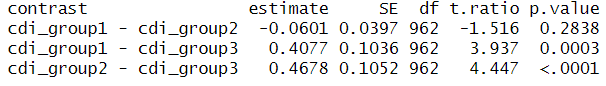 contrast estimate SE df t.ratio p.value
cdi_group1 - cdi_group2 -0.0601 0.0397 962 -1.516 0.2838
cdi_group1 - cdi_group3 0.4077 0.1036 962 3.937 0.0003
cdi_group2 - cdi_group3 0.4678 0.1052 962 4.447 <.0001